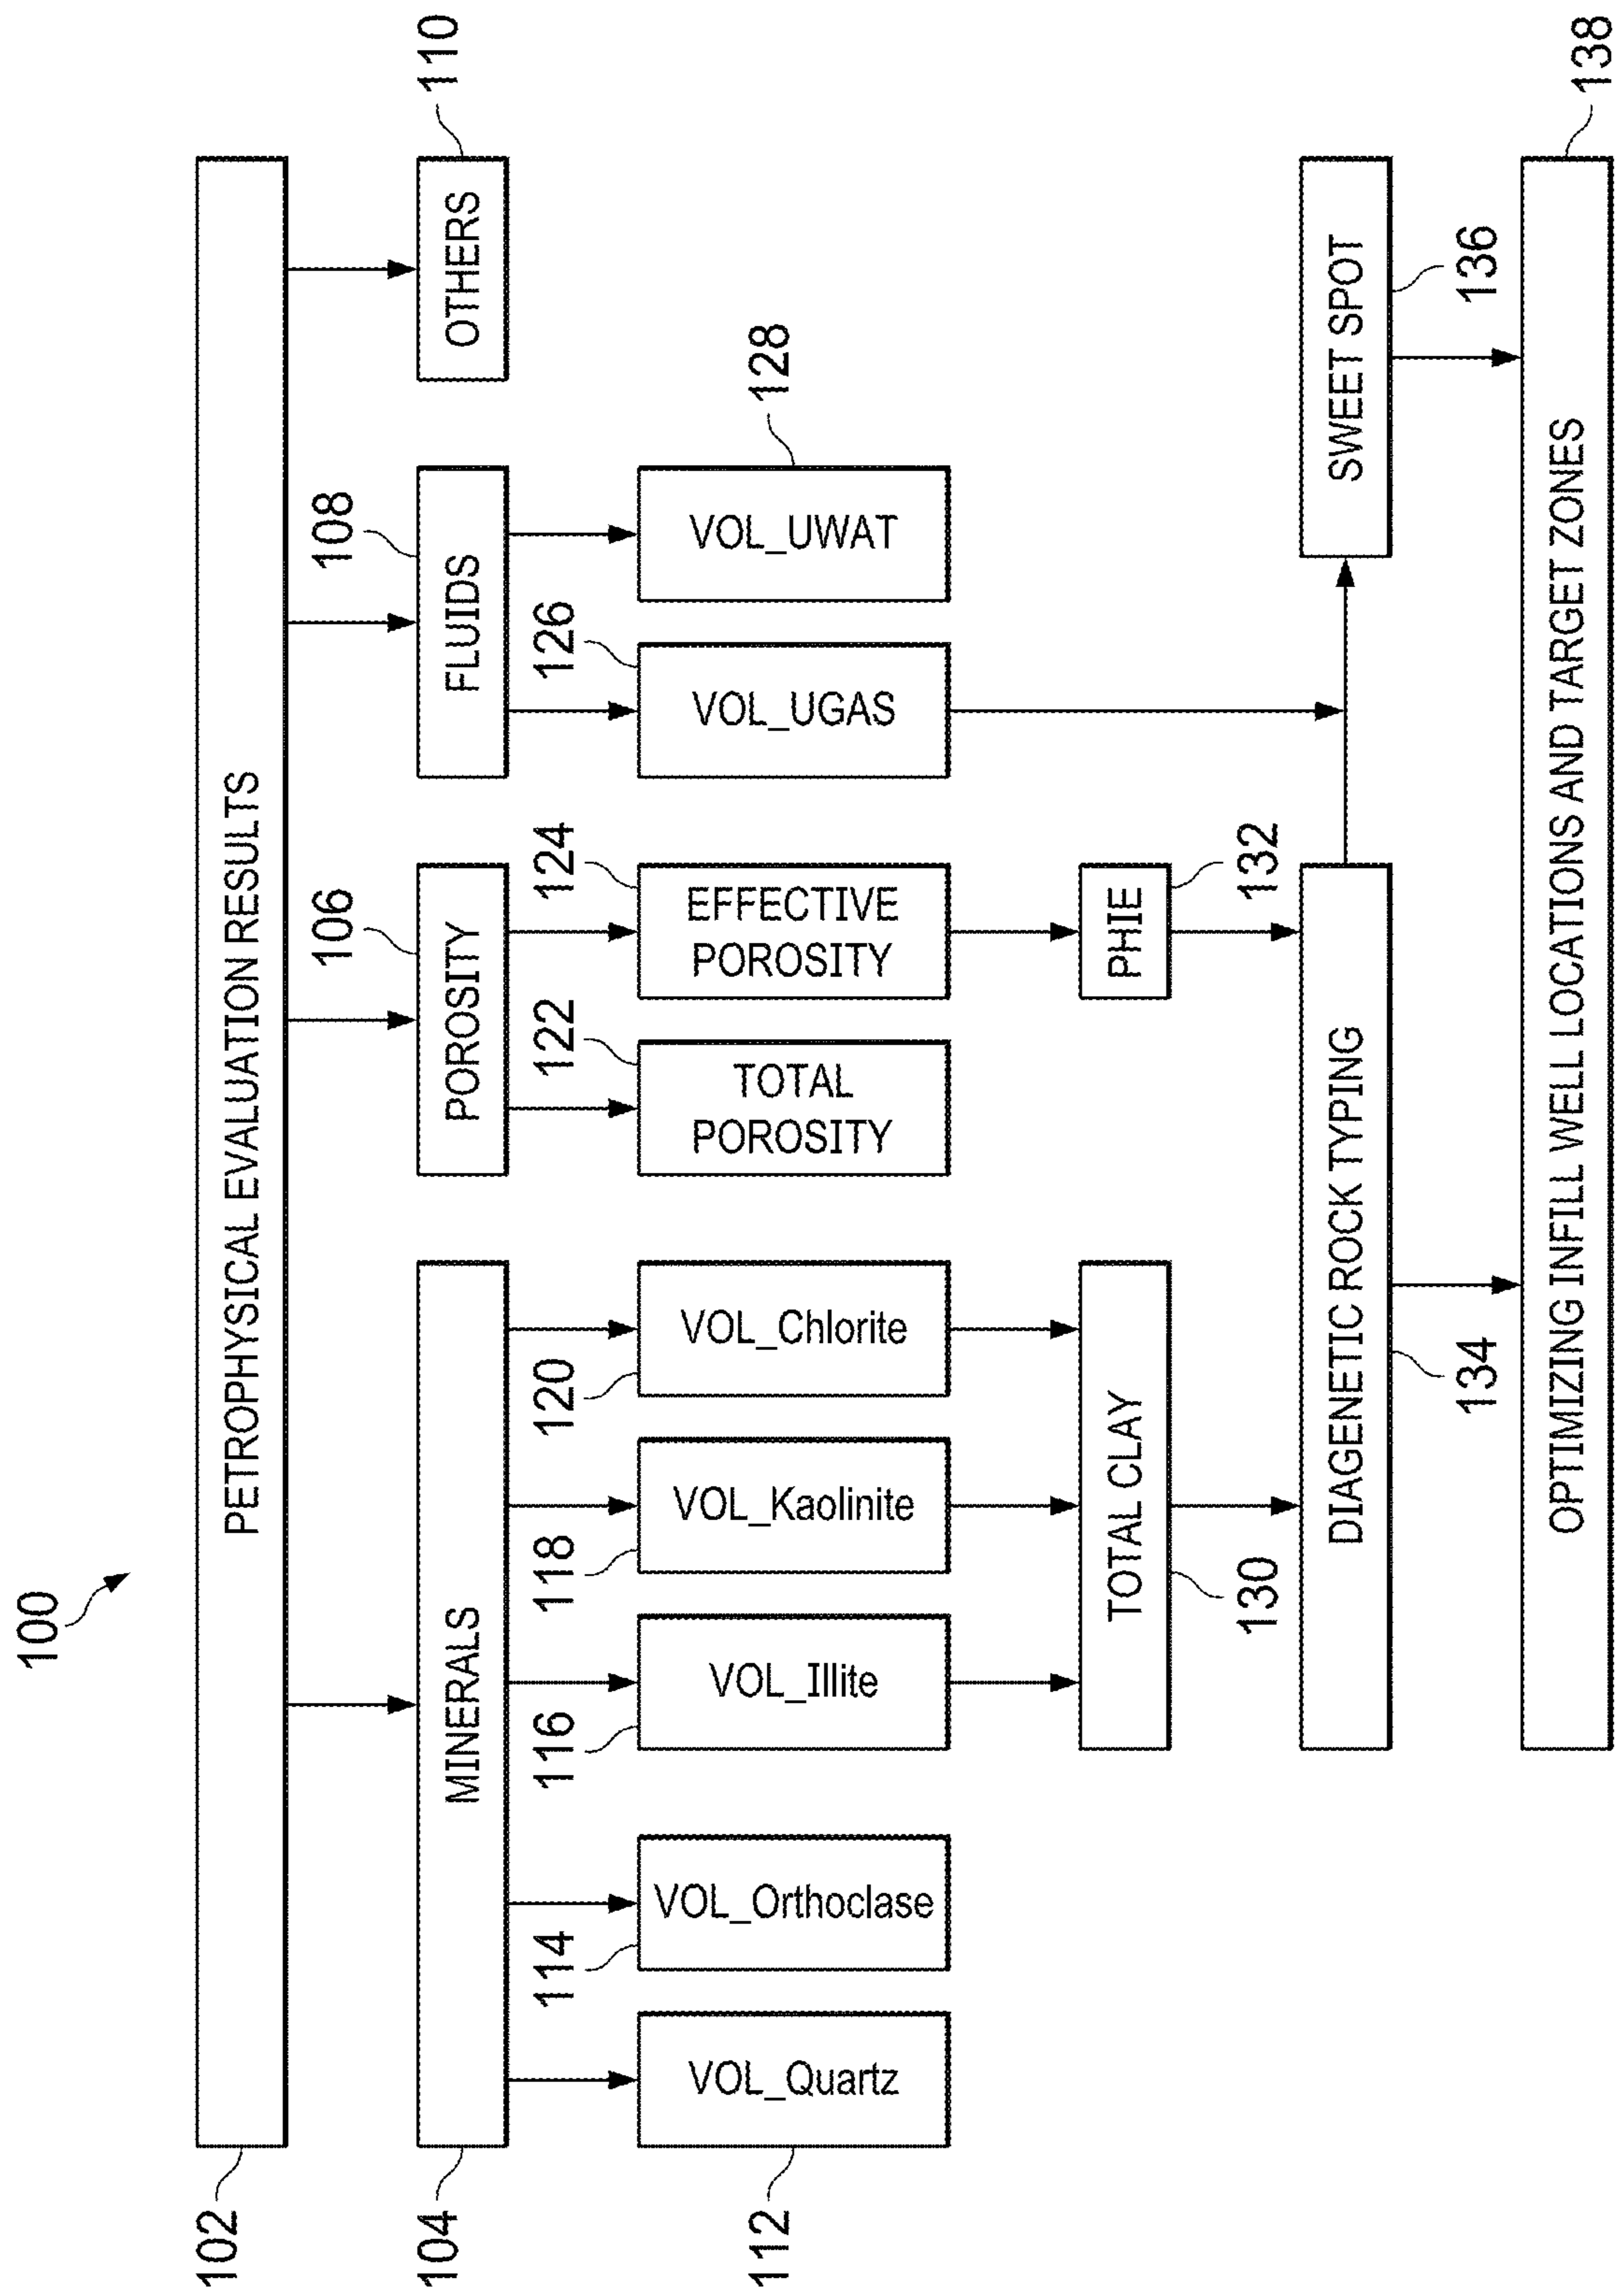 100
102
PETROPHYSICAL EVALUATION RESULTS
104
MINERALS
106
POROSITY
108
FLUIDS
110
OTHERS
112
VOL_Quartz
114
VOL_Orthoclase
116
VOL_Illite
118
VOL_Kaolinite
120
VOL_Chlorite
122
TOTAL
POROSITY
124
EFFECTIVE
POROSITY
126
VOL_UGAS
128
VOL_UWAT
TOTAL CLAY
130
PHIE
132
DIAGENETIC ROCK TYPING
134
SWEET SPOT
136
OPTIMIZING INFILL WELL LOCATIONS AND TARGET ZONES
138